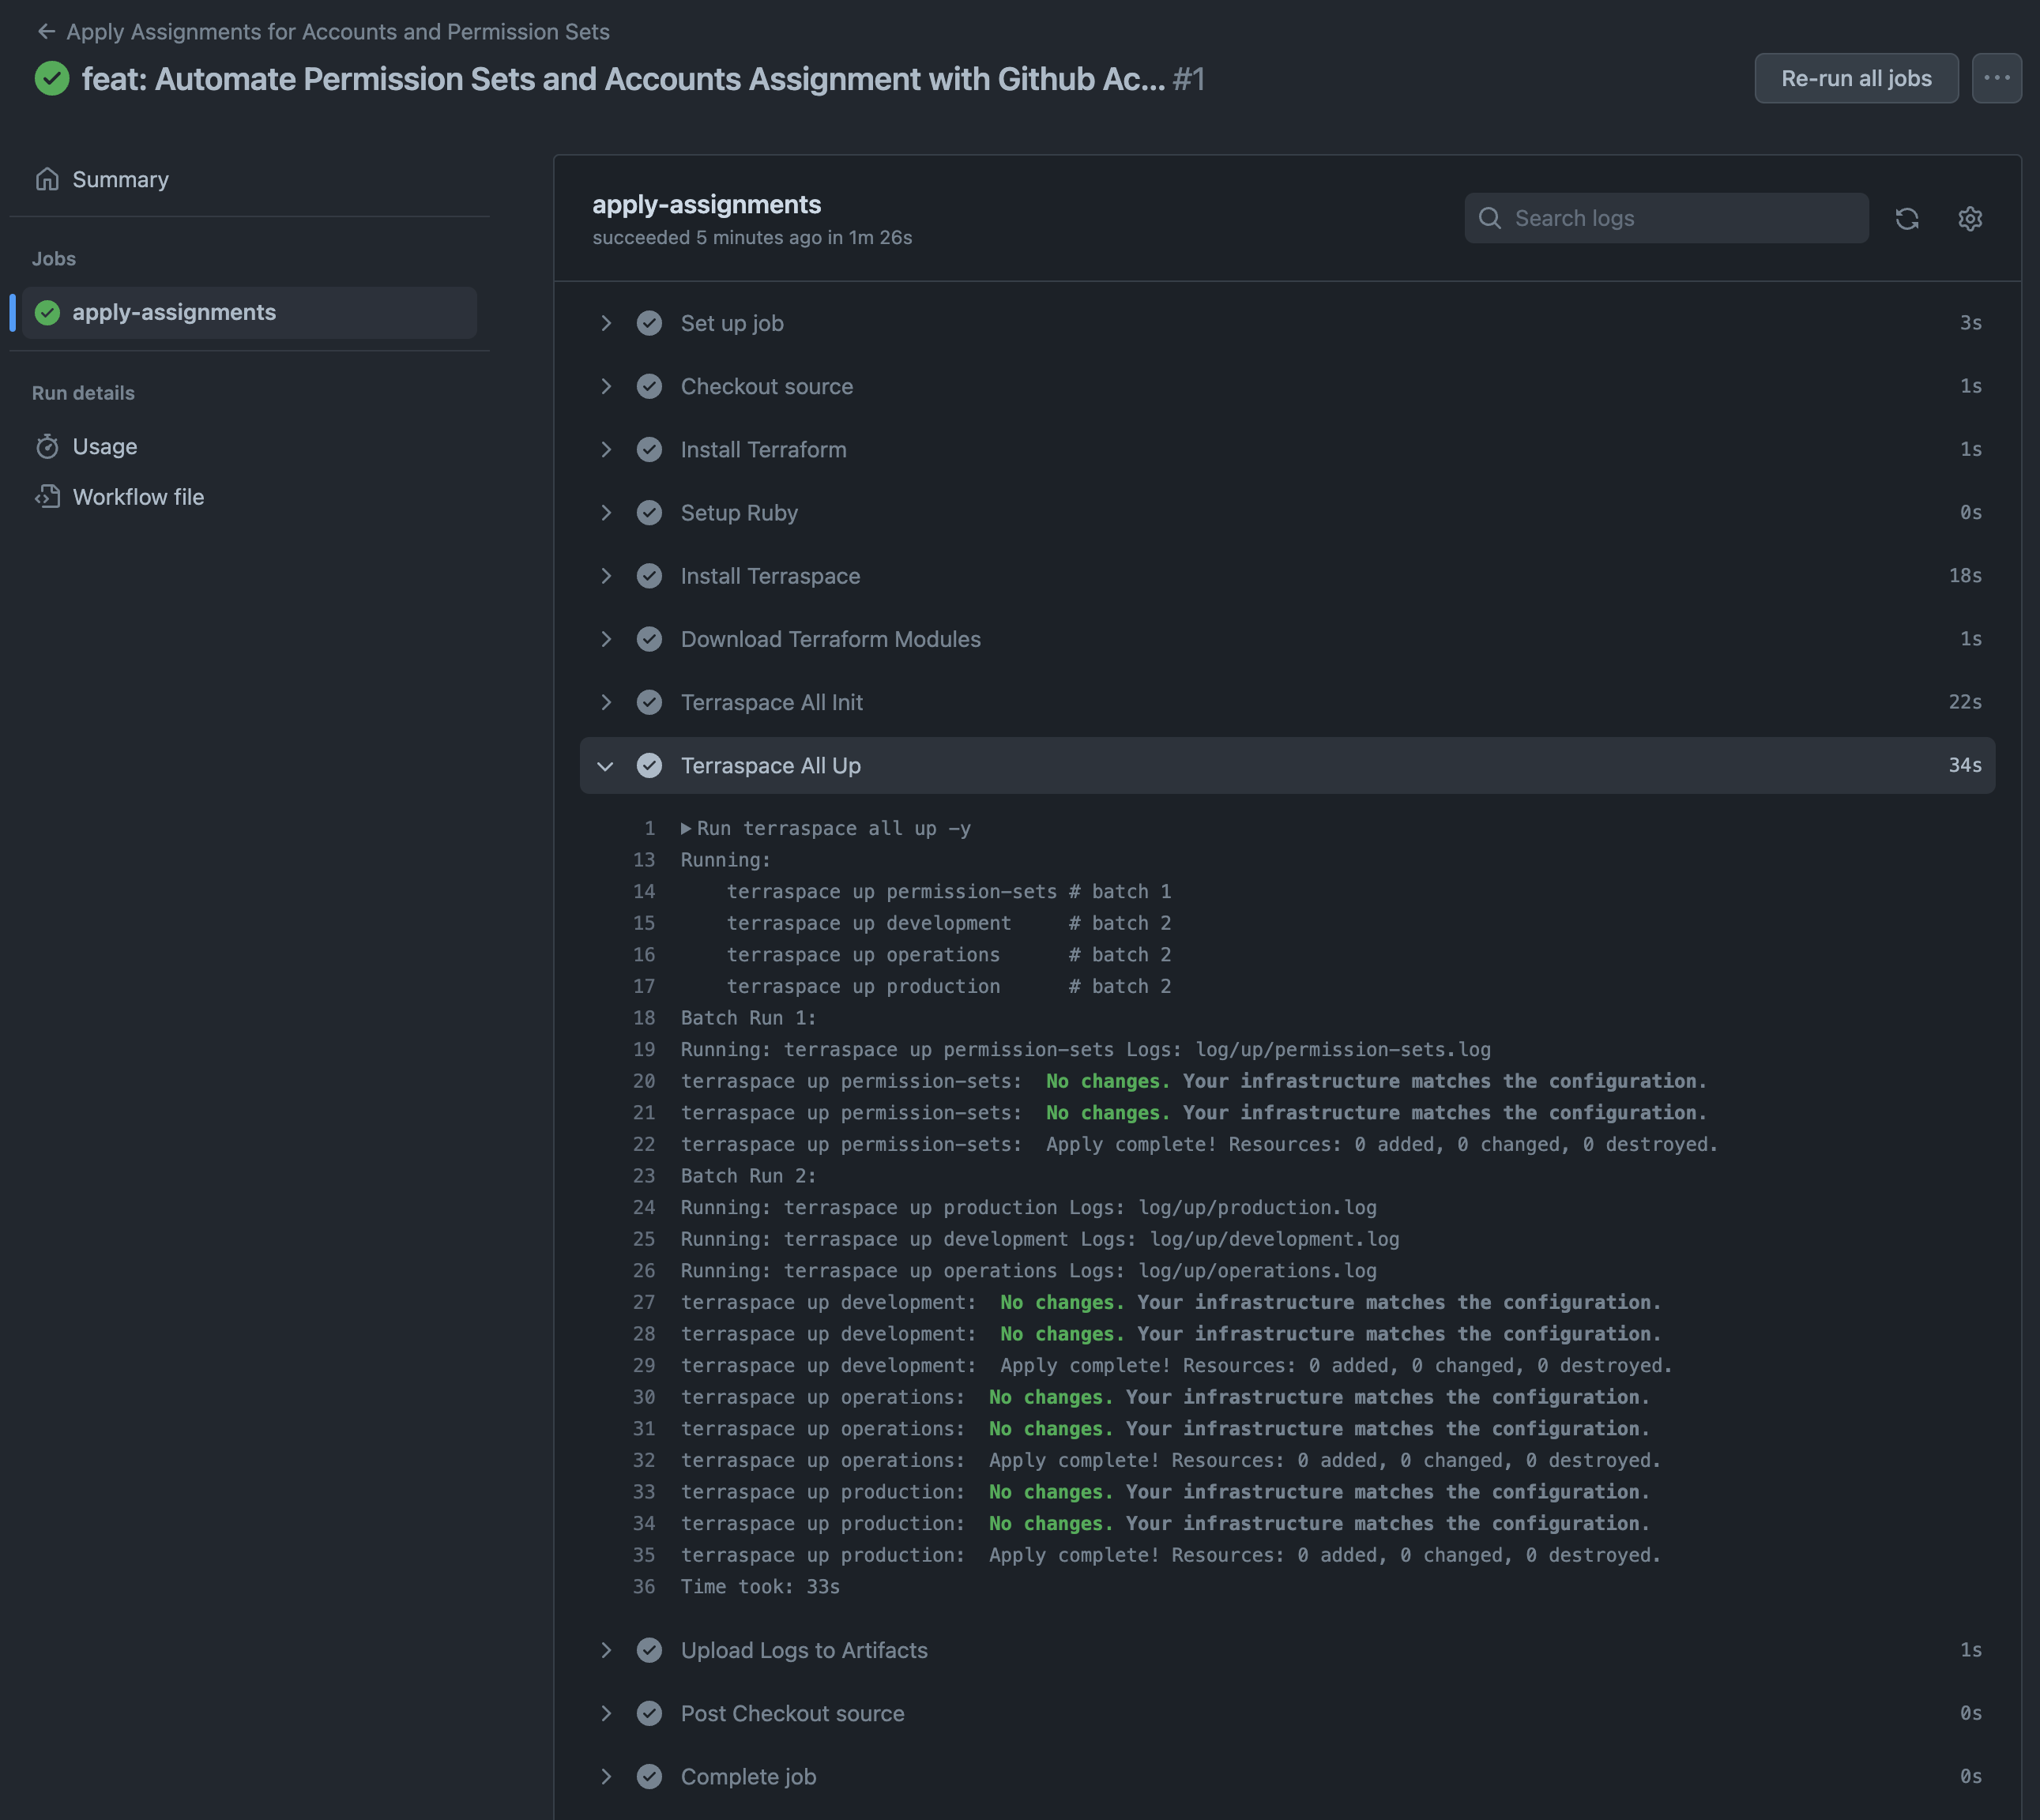 ← Apply Assignments for Accounts and Permission Sets
feat: Automate Permission Sets and Accounts Assignment with Github Ac... #1
Re-run all jobs
...
Summary
Jobs
apply-assignments
Run details
Usage
Workflow file
apply-assignments
succeeded 5 minutes ago in 1m 26s
Search logs
Set up job 3s
Checkout source 1s
Install Terraform 1s
Setup Ruby 0s
Install Terraspace 18s
Download Terraform Modules 1s
Terraspace All Init 22s
Terraspace All Up 34s
1 ▶Run terraspace all up -y
13 Running:
14     terraspace up permission-sets # batch 1
15     terraspace up development     # batch 2
16     terraspace up operations      # batch 2
17     terraspace up production      # batch 2
18 Batch Run 1:
19 Running: terraspace up permission-sets Logs: log/up/permission-sets.log
20 terraspace up permission-sets:  No changes. Your infrastructure matches the configuration.
21 terraspace up permission-sets:  No changes. Your infrastructure matches the configuration.
22 terraspace up permission-sets:  Apply complete! Resources: 0 added, 0 changed, 0 destroyed.
23 Batch Run 2:
24 Running: terraspace up production Logs: log/up/production.log
25 Running: terraspace up development Logs: log/up/development.log
26 Running: terraspace up operations Logs: log/up/operations.log
27 terraspace up development:  No changes. Your infrastructure matches the configuration.
28 terraspace up development:  No changes. Your infrastructure matches the configuration.
29 terraspace up development:  Apply complete! Resources: 0 added, 0 changed, 0 destroyed.
30 terraspace up operations:  No changes. Your infrastructure matches the configuration.
31 terraspace up operations:  No changes. Your infrastructure matches the configuration.
32 terraspace up operations:  Apply complete! Resources: 0 added, 0 changed, 0 destroyed.
33 terraspace up production:  No changes. Your infrastructure matches the configuration.
34 terraspace up production:  No changes. Your infrastructure matches the configuration.
35 terraspace up production:  Apply complete! Resources: 0 added, 0 changed, 0 destroyed.
36 Time took: 33s
Upload Logs to Artifacts 1s
Post Checkout source 0s
Complete job 0s